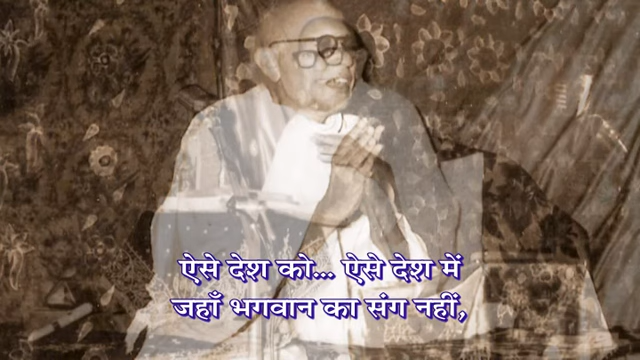 ऐसे देश को... ऐसे देश में
जहाँ भगवान का संग नहीं,